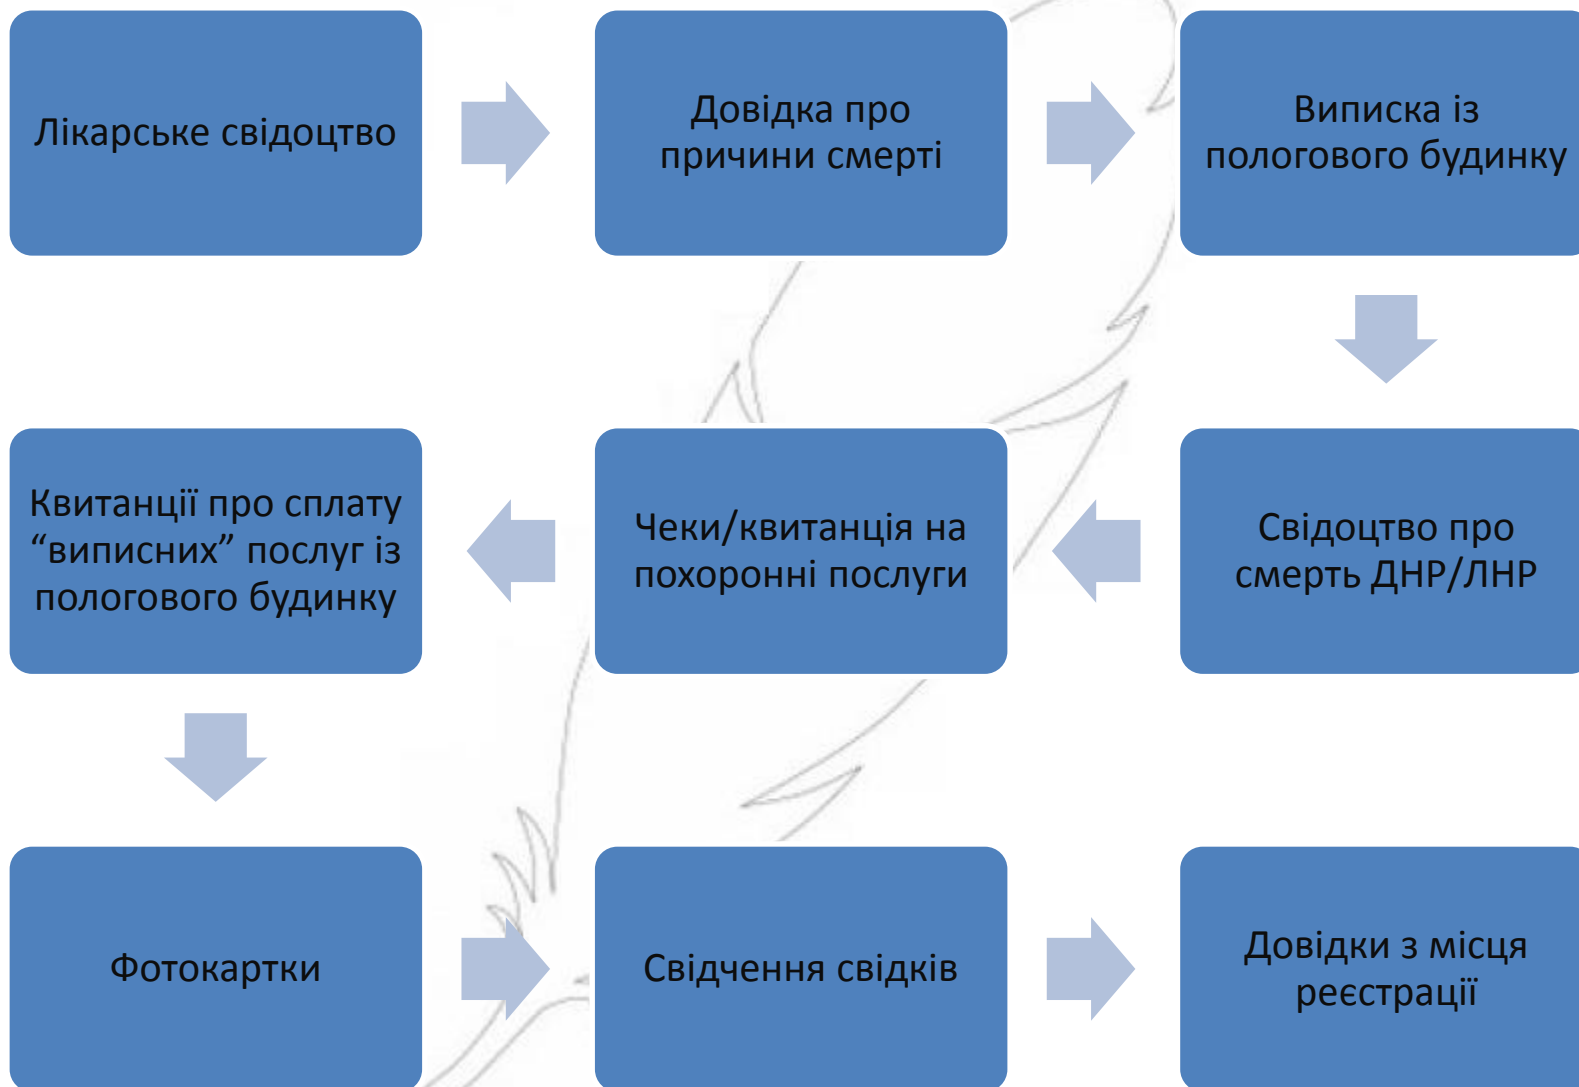 Лікарське свідоцтво
Довідка про
причини смерті
Виписка із
пологового будинку
Свідоцтво про
смерть ДНР/ЛНР
Чеки/квитанція на
похоронні послуги
Квитанції про сплату
“виписних” послуг із
пологового будинку
Фотокартки
Свідчення свідків
Довідки з місця
реєстрації